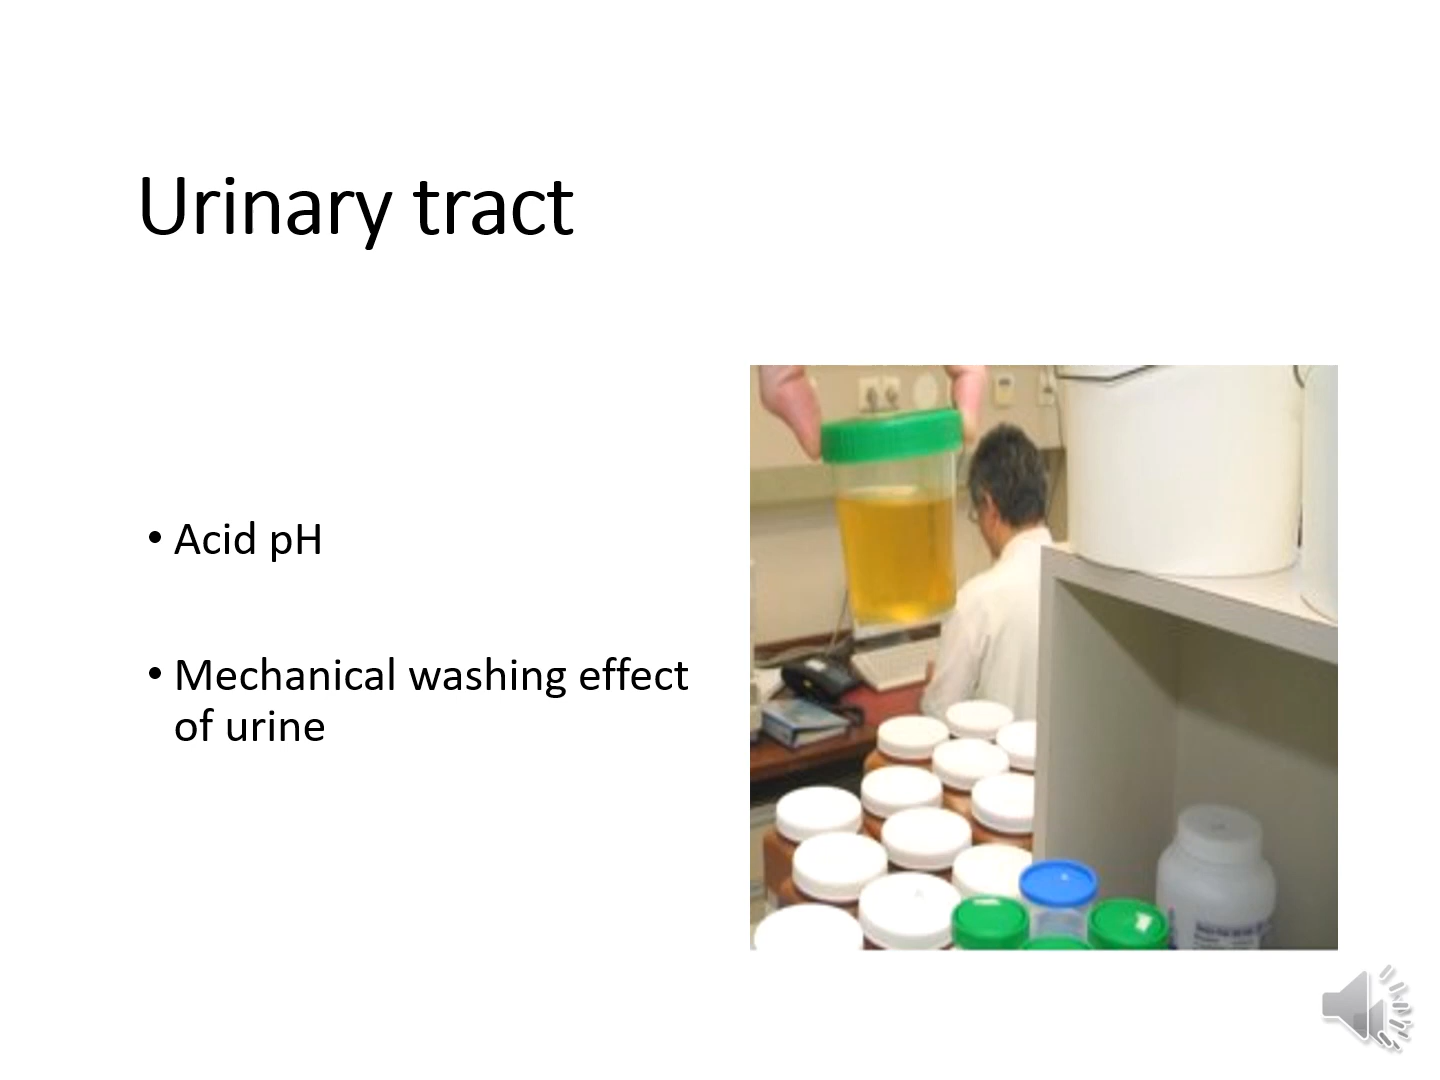 Urinary tract
• Acid pH
• Mechanical washing effect
of urine